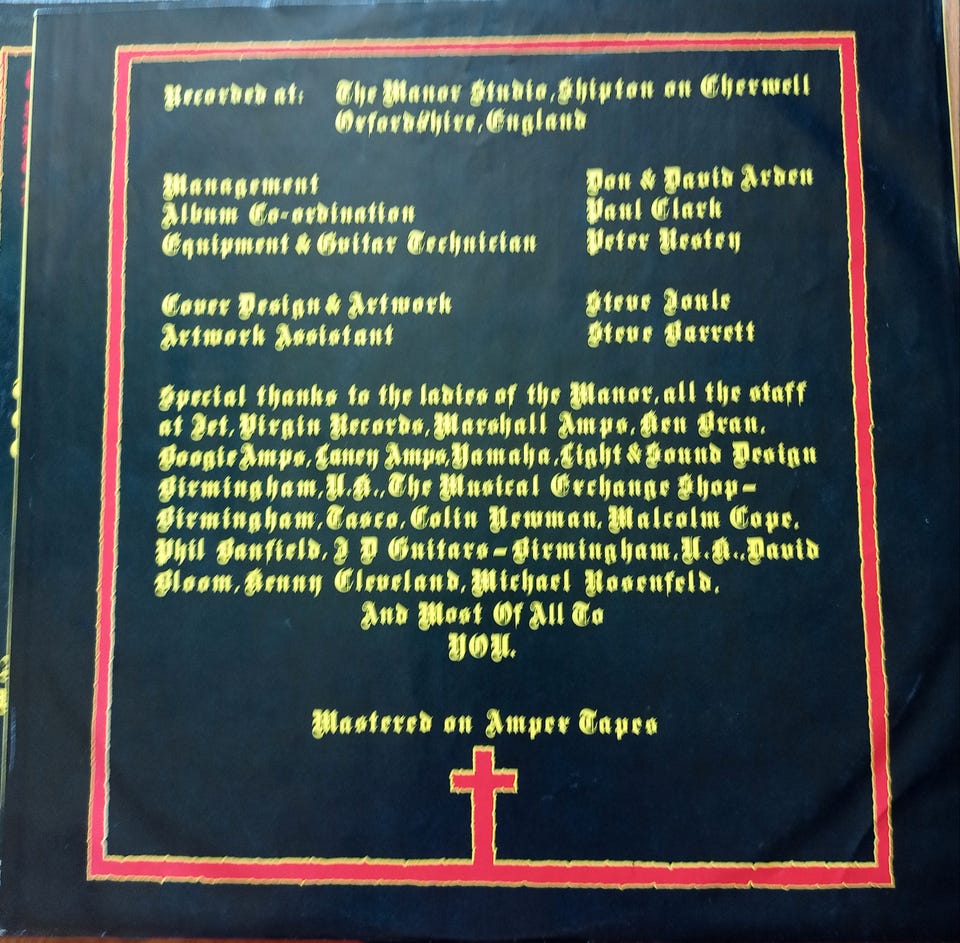 Recorded at: The Manor Studio, Shipton on Cherwell
Oxfordshire, England
Management Don & David Arden
Album Co-ordination Paul Clark
Equipment & Guitar Technician Peter Restey
Cover Design & Artwork Steve Joule
Artwork Assistant Steve Barrett
Special thanks to the ladies of the Manor, all the staff
at Jet, Virgin Records, Marshall Amps, Ken Bran,
Boogie Amps, Laney Amps, Yamaha, Light & Sound Design
Birmingham, U.K., The Musical Exchange Shop-
Birmingham, Tasco, Colin Newman, Malcolm Cope,
Phil Banfield, J D Guitars-Birmingham, U.K., David
Bloom, Kenny Cleveland, Michael Rosenfeld,
And Most Of All To
YOU.
Mastered on Ampex Tapes